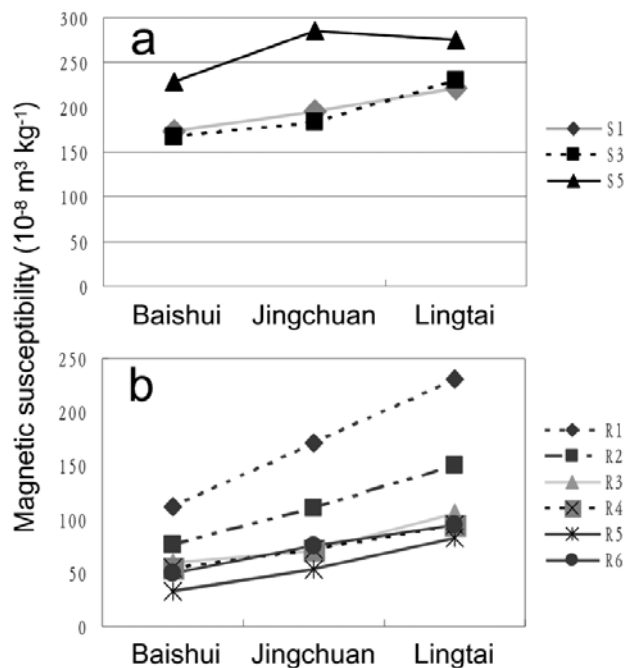 Magnetic susceptibility (10⁻⁸ m³ kg⁻¹)
a
300
250
200
150
100
50
0
Baishui Jingchuan Lingtai
S1
S3
S5
b
250
200
150
100
50
0
Baishui Jingchuan Lingtai
R1
R2
R3
R4
R5
R6